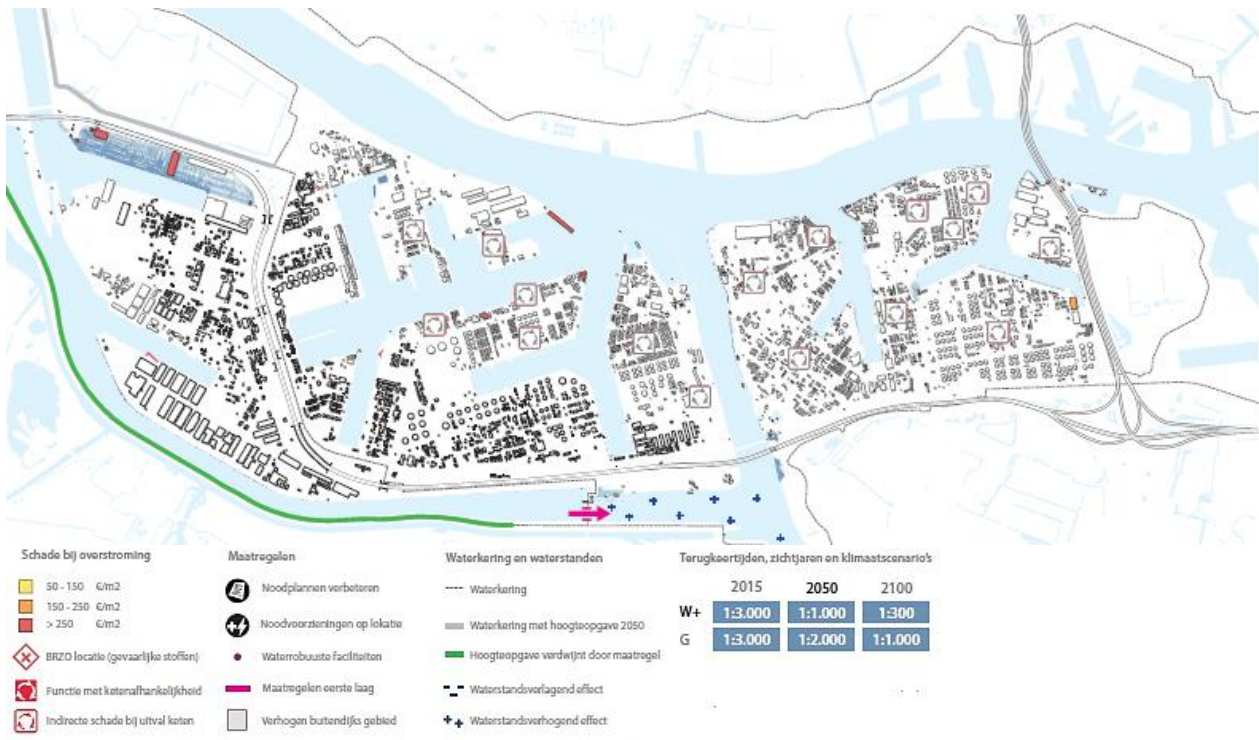 Schade bij overstroming
50 - 150 €/m2
150 - 250 €/m2
> 250 €/m2
BRZO locatie (gevaarlijke stoffen)
Functie met ketenafhankelijkheid
Indirecte schade bij uitval keten
Maatregelen
Noodplannen verbeteren
Noodvoorzieningen op lokatie
Waterrobuuste faciliteiten
Maatregelen eerste laag
Verhogen buitendijks gebied
Waterkering en waterstanden
Waterkering
Waterkering met hoogteopgave 2050
Hoogteopgave verdwijnt door maatregel
Waterstandsverlagend effect
Waterstandsverhogend effect
Terugkeertijden, zichtjaren en klimaatscenario's
2015 2050 2100
W+ 1:3.000 1:1.000 1:300
G 1:3.000 1:2.000 1:1.000